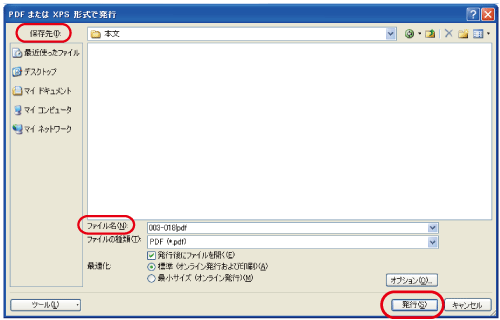 PDF または XPS 形式で発行
保存先(I):
本文
最近使ったファイル
デスクトップ
マイ ドキュメント
マイ コンピュータ
マイ ネットワーク
ファイル名(N):
003-018.pdf
ファイルの種類(T):
PDF (*.pdf)
発行後にファイルを開く(E)
最適化:
標準 (オンライン発行および印刷)(A)
最小サイズ (オンライン発行)(M)
オプション(O)...
ツール(L)
発行(S)
キャンセル